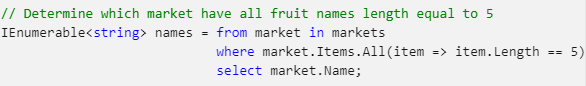 // Determine which market have all fruit names length equal to 5
IEnumerable<string> names = from market in markets
                            where market.Items.All(item => item.Length == 5)
                            select market.Name;